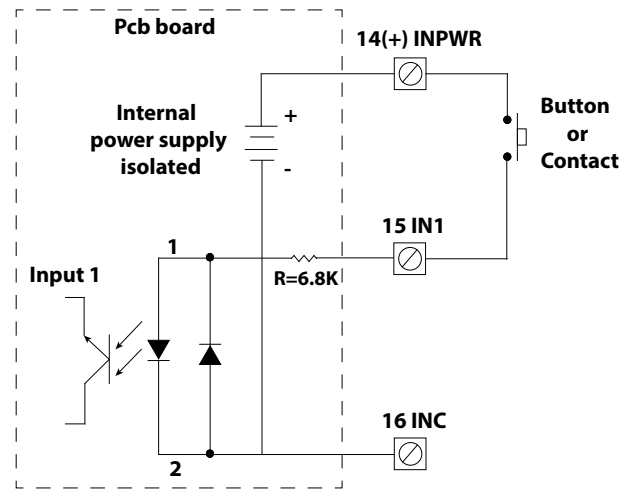 Pcb board
14(+) INPWR
Internal
power supply
isolated
+
-
Button
or
Contact
15 IN1
1
R=6.8K
Input 1
16 INC
2